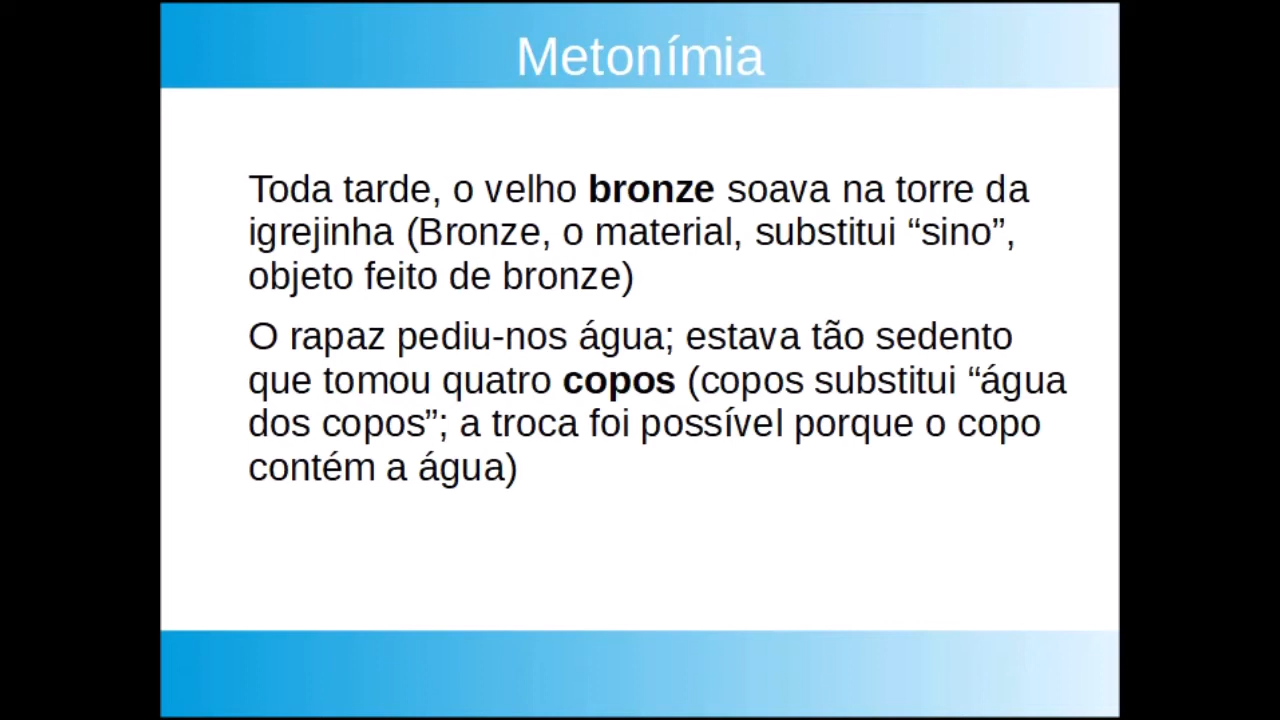 Metonímia
Toda tarde, o velho bronze soava na torre da
igrejinha (Bronze, o material, substitui “sino”,
objeto feito de bronze)
O rapaz pediu-nos água; estava tão sedento
que tomou quatro copos (copos substitui “água
dos copos”; a troca foi possível porque o copo
contém a água)